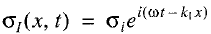 σ_I(x, t) = σ_i e^{i(ωt − k_1 x)}